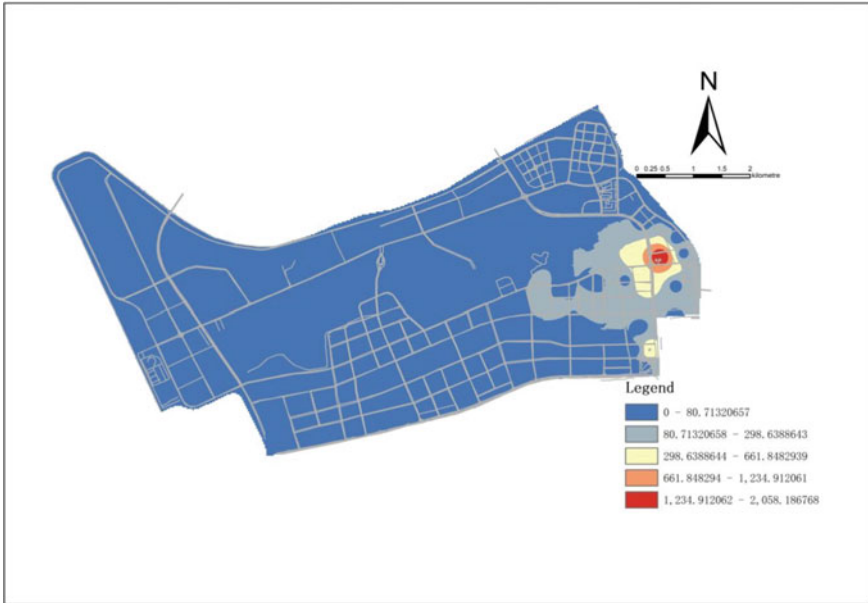 N
0 0.25 0.5 1 1.5 2
kilometre
Legend
0 - 80.71320657
80.71320658 - 298.6388643
298.6388644 - 661.8482939
661.848294 - 1,234.912061
1,234.912062 - 2,058.186768